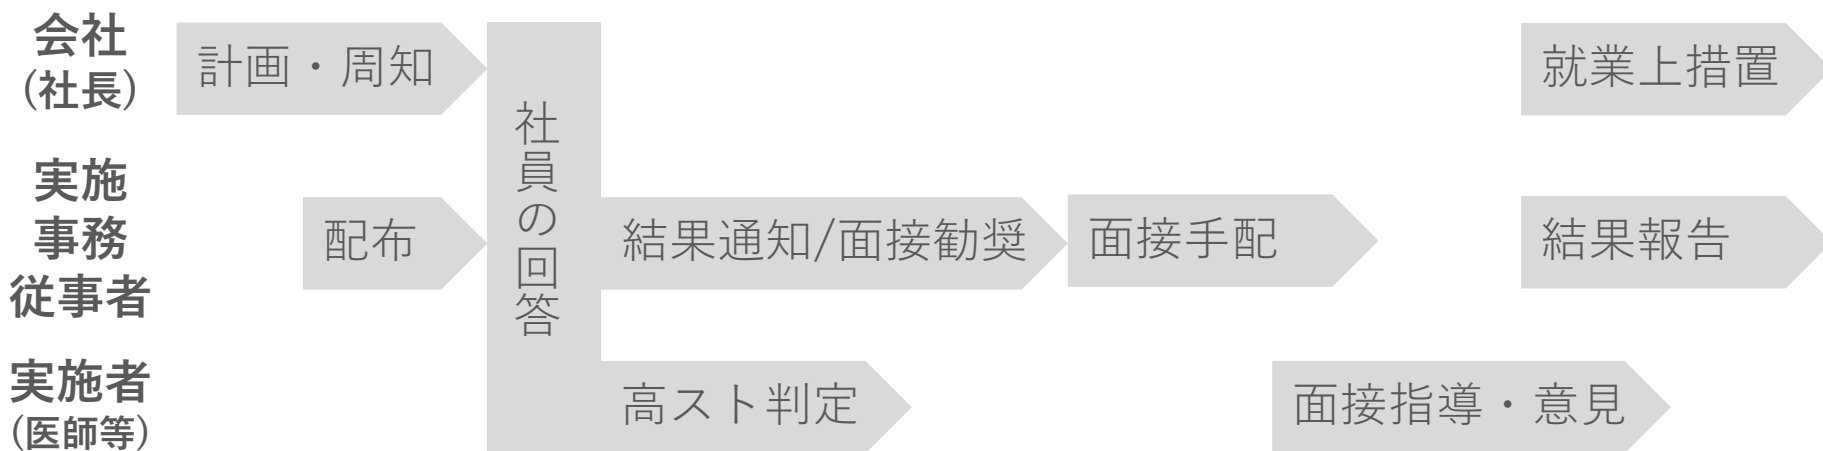 会社
(社長)
計画・周知
就業上措置
社員の回答
実施
事務
従事者
配布
結果通知/面接勧奨
面接手配
結果報告
実施者
(医師等)
高スト判定
面接指導・意見